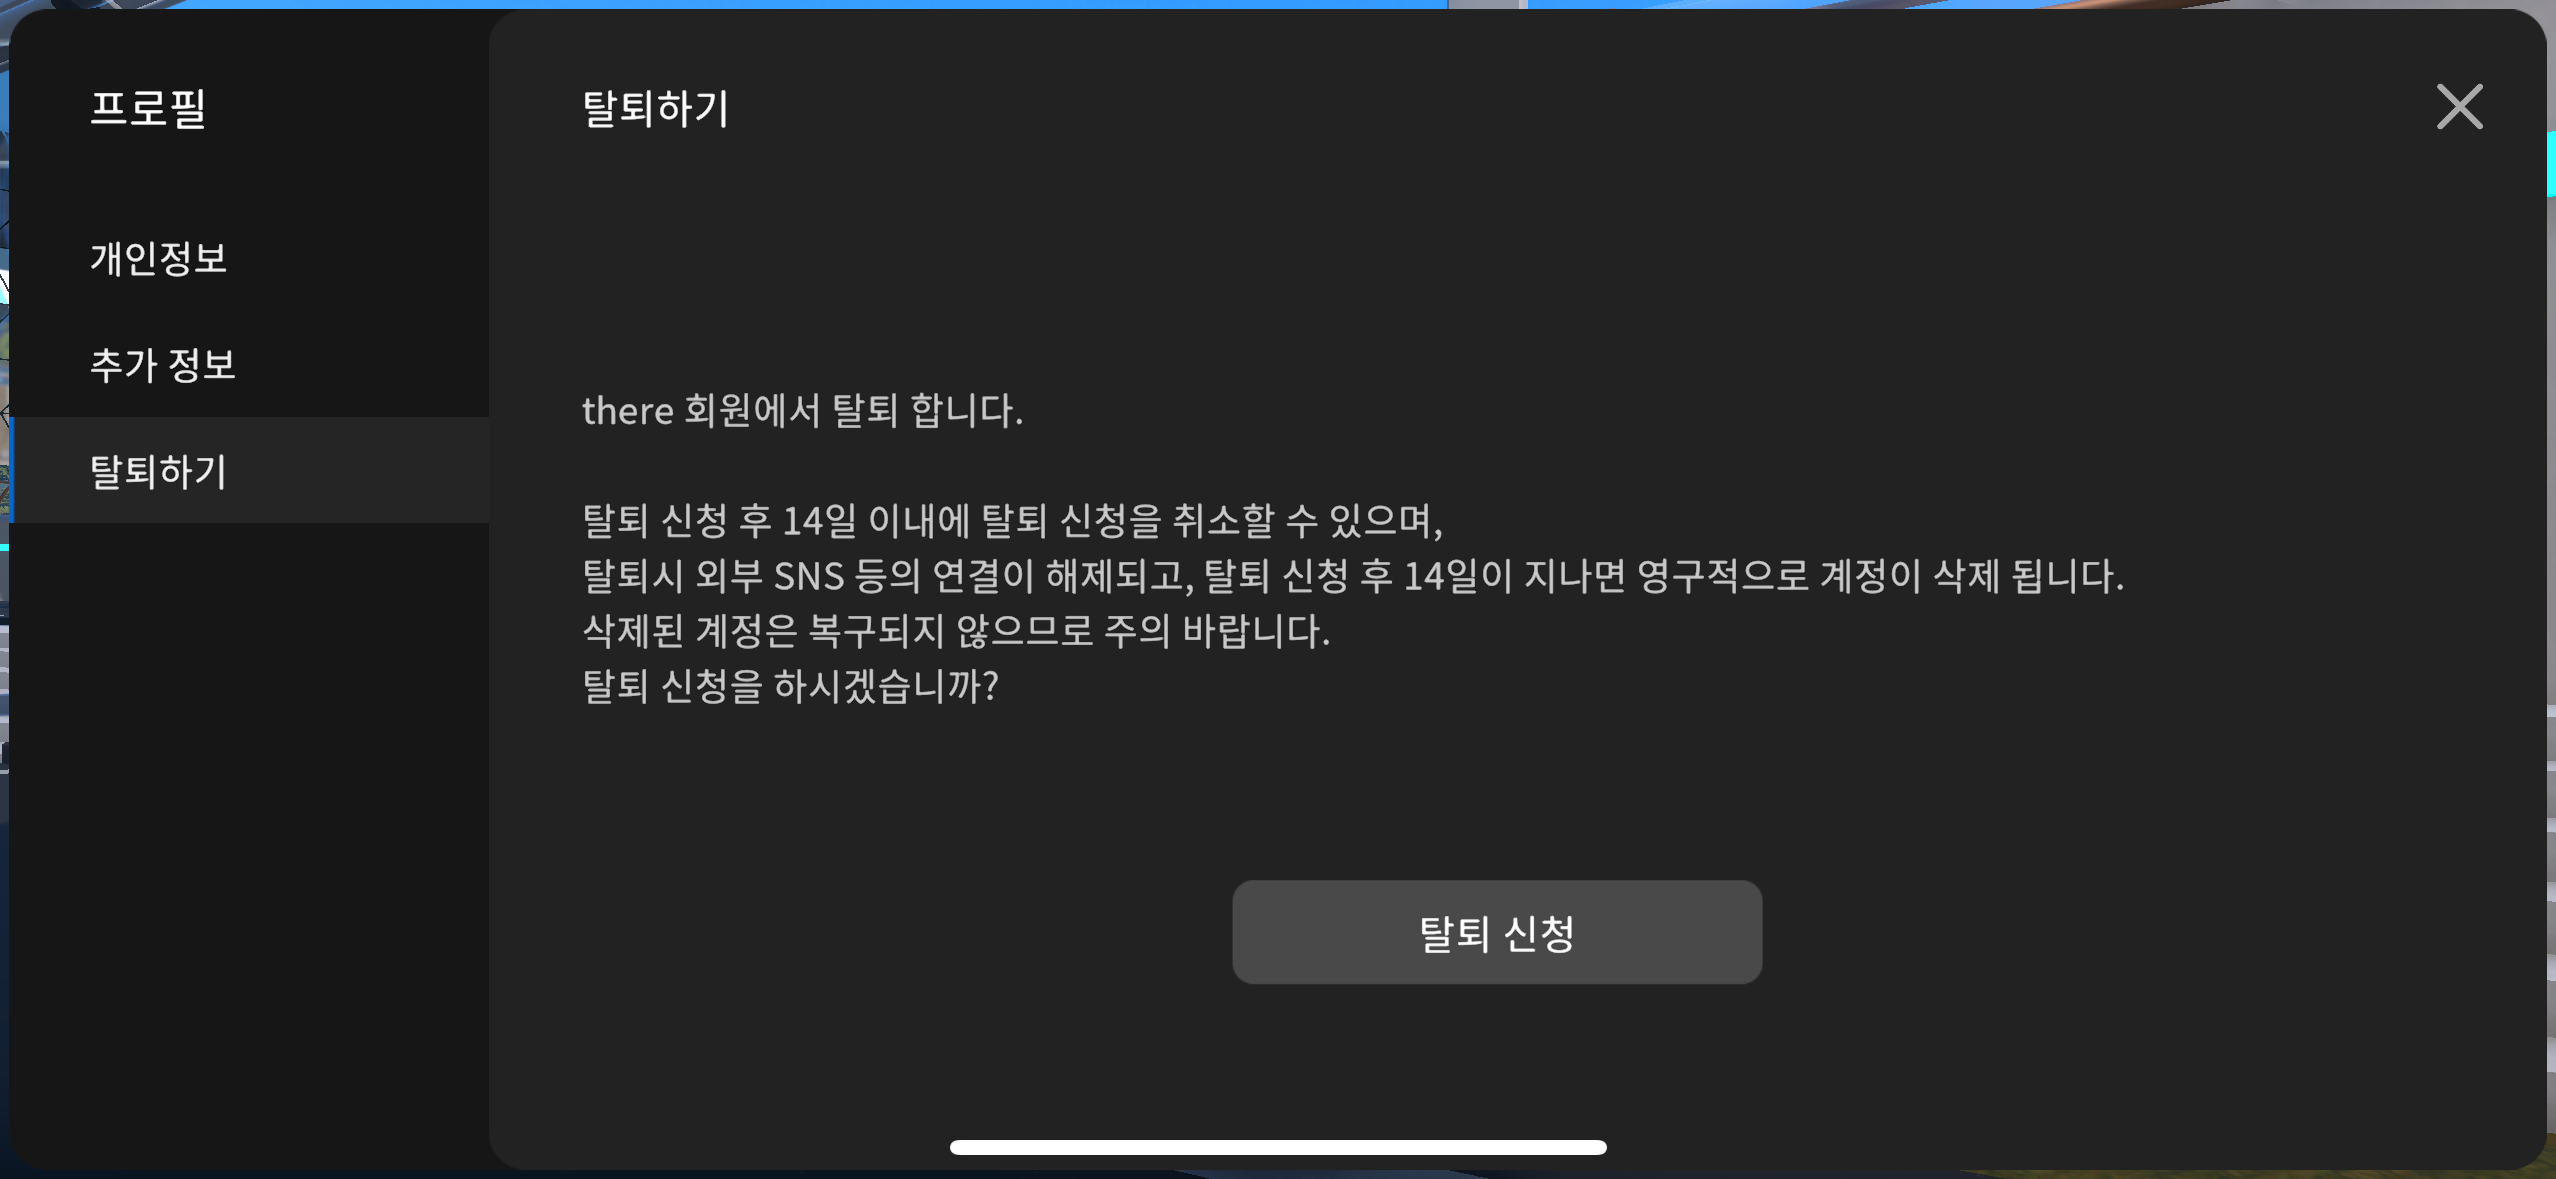 프로필
개인정보
추가 정보
탈퇴하기
탈퇴하기
there 회원에서 탈퇴 합니다.
탈퇴 신청 후 14일 이내에 탈퇴 신청을 취소할 수 있으며,
탈퇴시 외부 SNS 등의 연결이 해제되고, 탈퇴 신청 후 14일이 지나면 영구적으로 계정이 삭제 됩니다.
삭제된 계정은 복구되지 않으므로 주의 바랍니다.
탈퇴 신청을 하시겠습니까?
탈퇴 신청